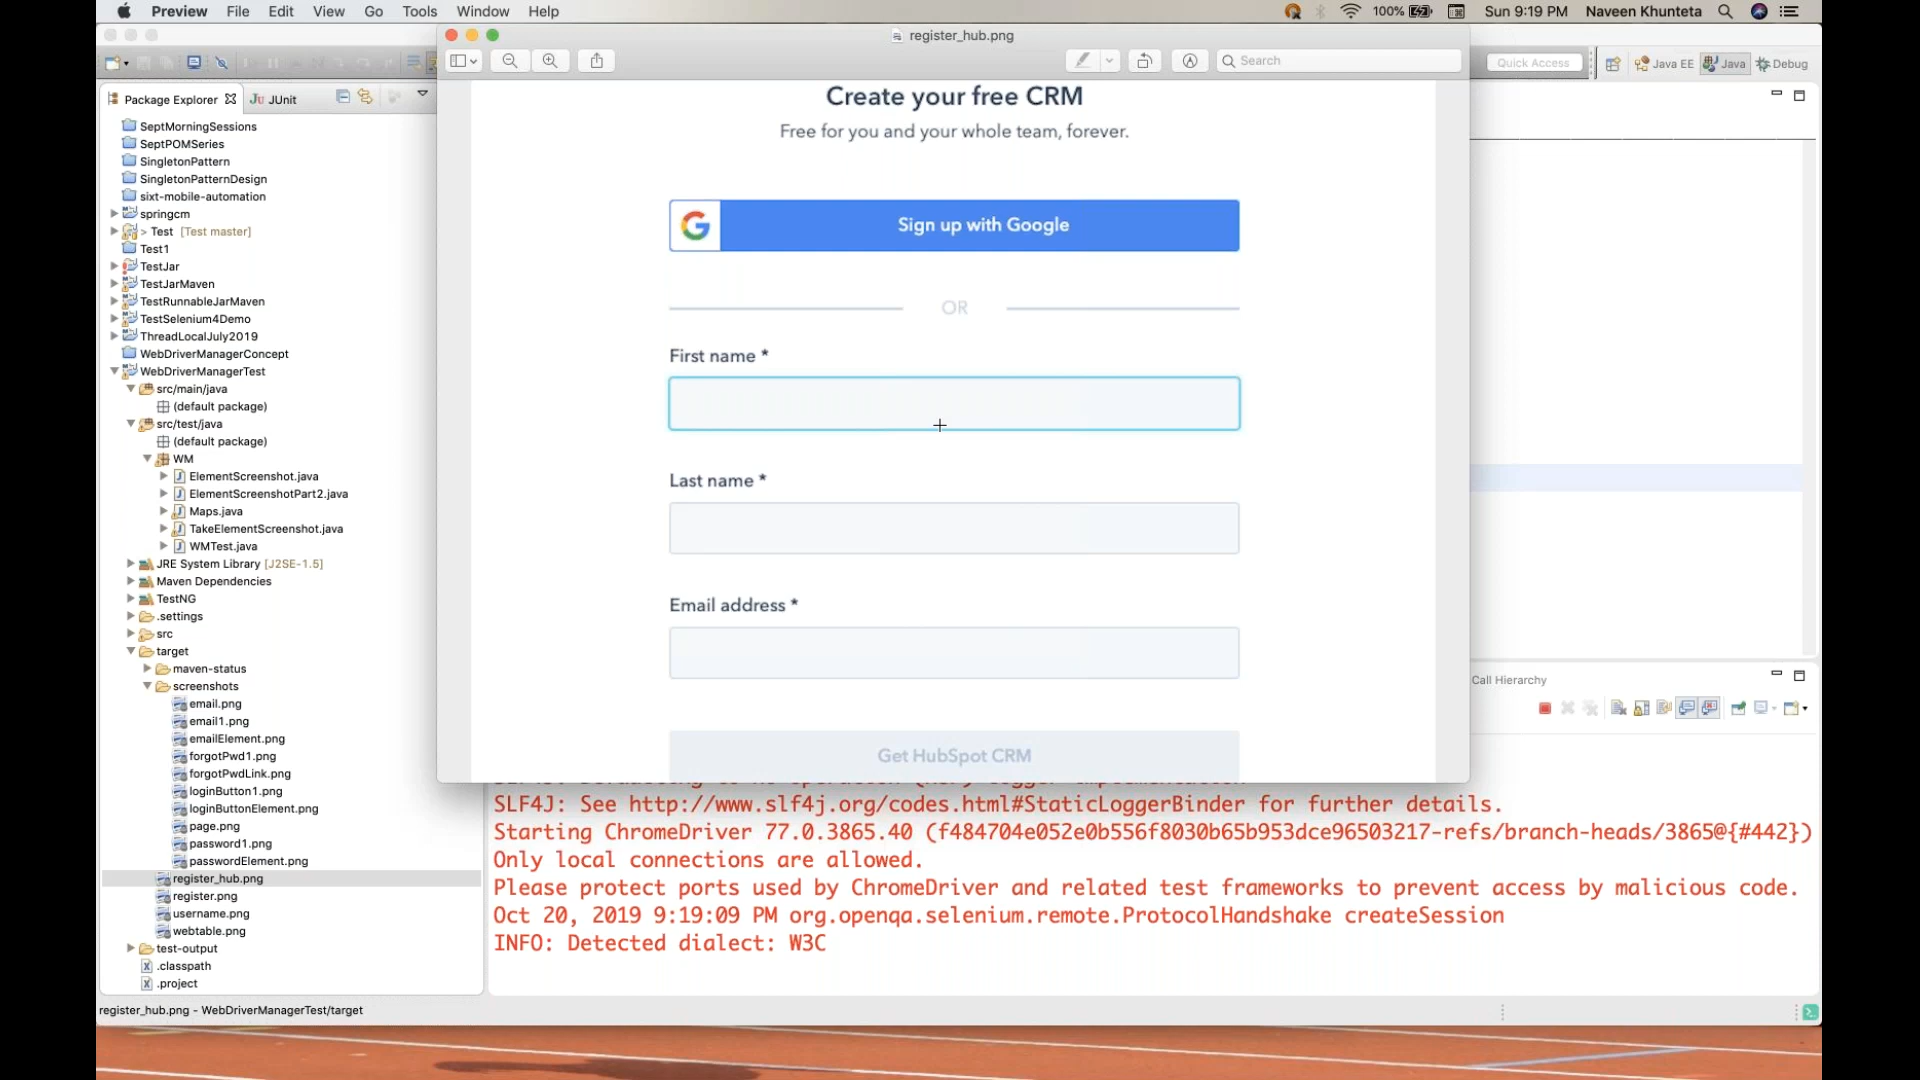 Preview File Edit View Go Tools Window Help
100% Sun 9:19 PM Naveen Khunteta
register_hub.png
Search
Quick Access
Java EE
Java
Debug
Package Explorer
JUnit
SeptMorningSessions
SeptPOMSeries
SingletonPattern
SingletonPatternDesign
sixt-mobile-automation
springcm
> Test [Test master]
Test1
TestJar
TestJarMaven
TestRunnableJarMaven
TestSelenium4Demo
ThreadLocalJuly2019
WebDriverManagerConcept
WebDriverManagerTest
src/main/java
(default package)
src/test/java
(default package)
WM
ElementScreenshot.java
ElementScreenshotPart2.java
Maps.java
TakeElementScreenshot.java
WMTest.java
JRE System Library [J2SE-1.5]
Maven Dependencies
TestNG
.settings
src
target
maven-status
screenshots
email.png
email1.png
emailElement.png
forgotPwd1.png
forgotPwdLink.png
loginButton1.png
loginButtonElement.png
page.png
password1.png
passwordElement.png
register_hub.png
register.png
username.png
webtable.png
test-output
.classpath
.project
Create your free CRM
Free for you and your whole team, forever.
Sign up with Google
OR
First name *
Last name *
Email address *
Get HubSpot CRM
Call Hierarchy
SLF4J: See http://www.slf4j.org/codes.html#StaticLoggerBinder for further details.
Starting ChromeDriver 77.0.3865.40 (f484704e052e0b556f8030b65b953dce96503217-refs/branch-heads/3865@{#442})
Only local connections are allowed.
Please protect ports used by ChromeDriver and related test frameworks to prevent access by malicious code.
Oct 20, 2019 9:19:09 PM org.openqa.selenium.remote.ProtocolHandshake createSession
INFO: Detected dialect: W3C
register_hub.png - WebDriverManagerTest/target